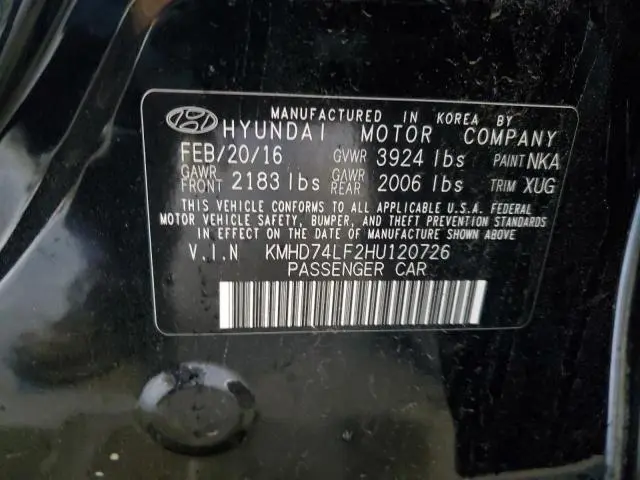 MANUFACTURED IN KOREA BY
HYUNDAI MOTOR COMPANY
FEB/20/16 GVWR 3924 lbs PAINT NKA
GAWR FRONT 2183 lbs GAWR REAR 2006 lbs TRIM XUG
THIS VEHICLE CONFORMS TO ALL APPLICABLE U.S.A. FEDERAL
MOTOR VEHICLE SAFETY, BUMPER, AND THEFT PREVENTION STANDARDS
IN EFFECT ON THE DATE OF MANUFACTURE SHOWN ABOVE
V.I.N KMHD74LF2HU120726
PASSENGER CAR